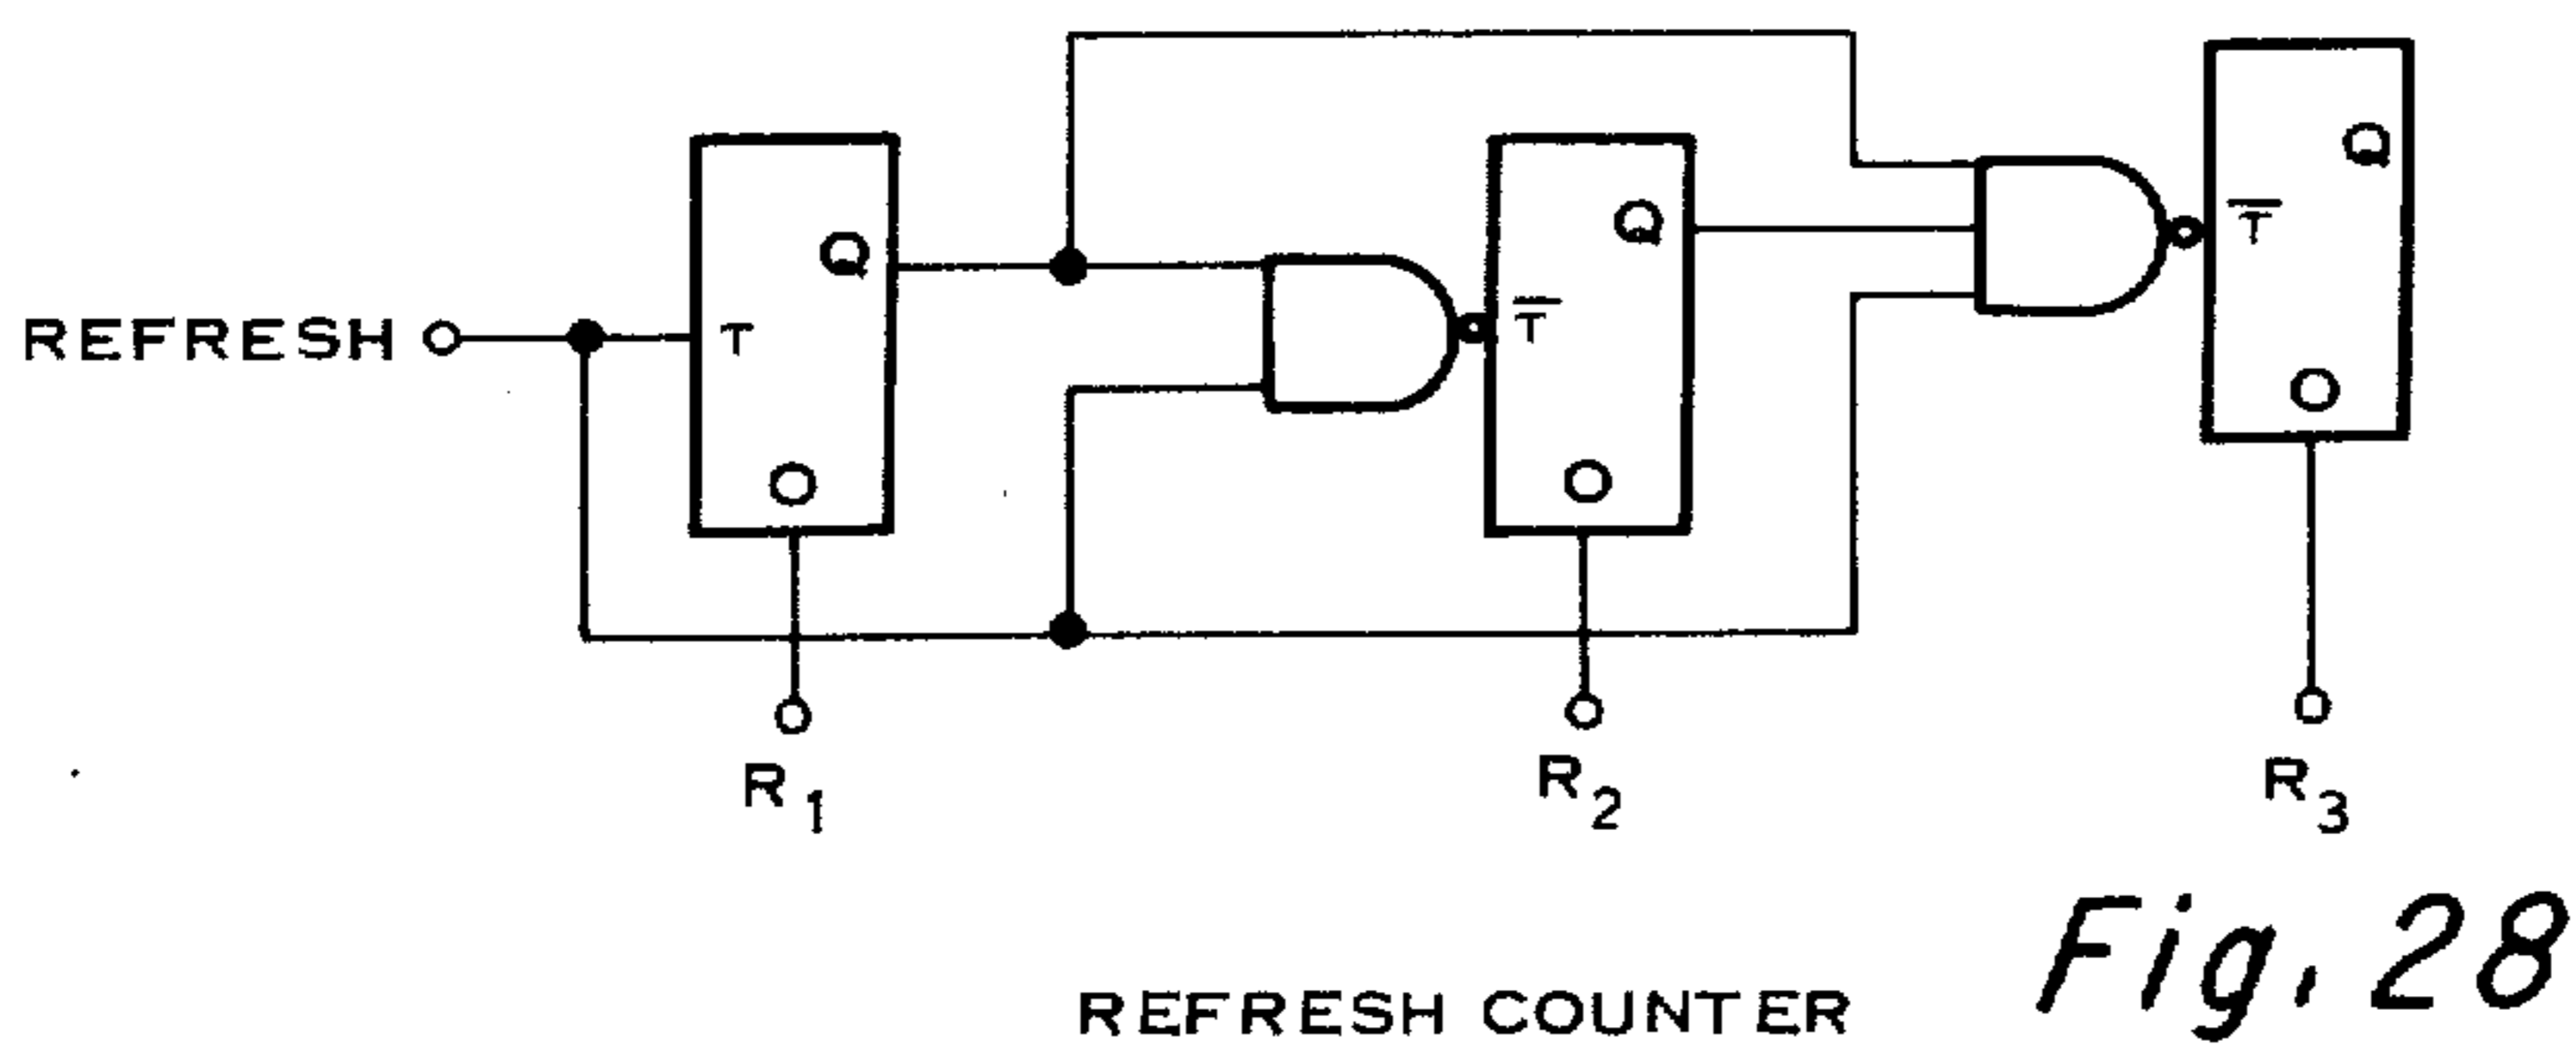 Q
Q
Q
T̅
REFRESH
T
T̅
O
O
O
R1
R2
R3
REFRESH COUNTER
Fig. 28